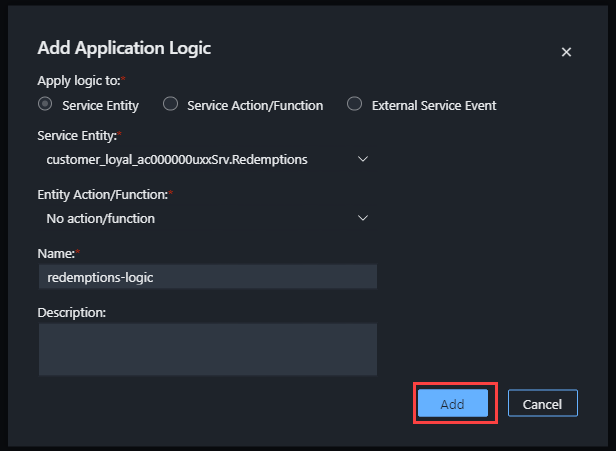 Add Application Logic
Apply logic to:*
Service Entity Service Action/Function External Service Event
Service Entity:*
customer_loyal_ac000000uxxSrv.Redemptions
Entity Action/Function:*
No action/function
Name:*
redemptions-logic
Description:
Add Cancel